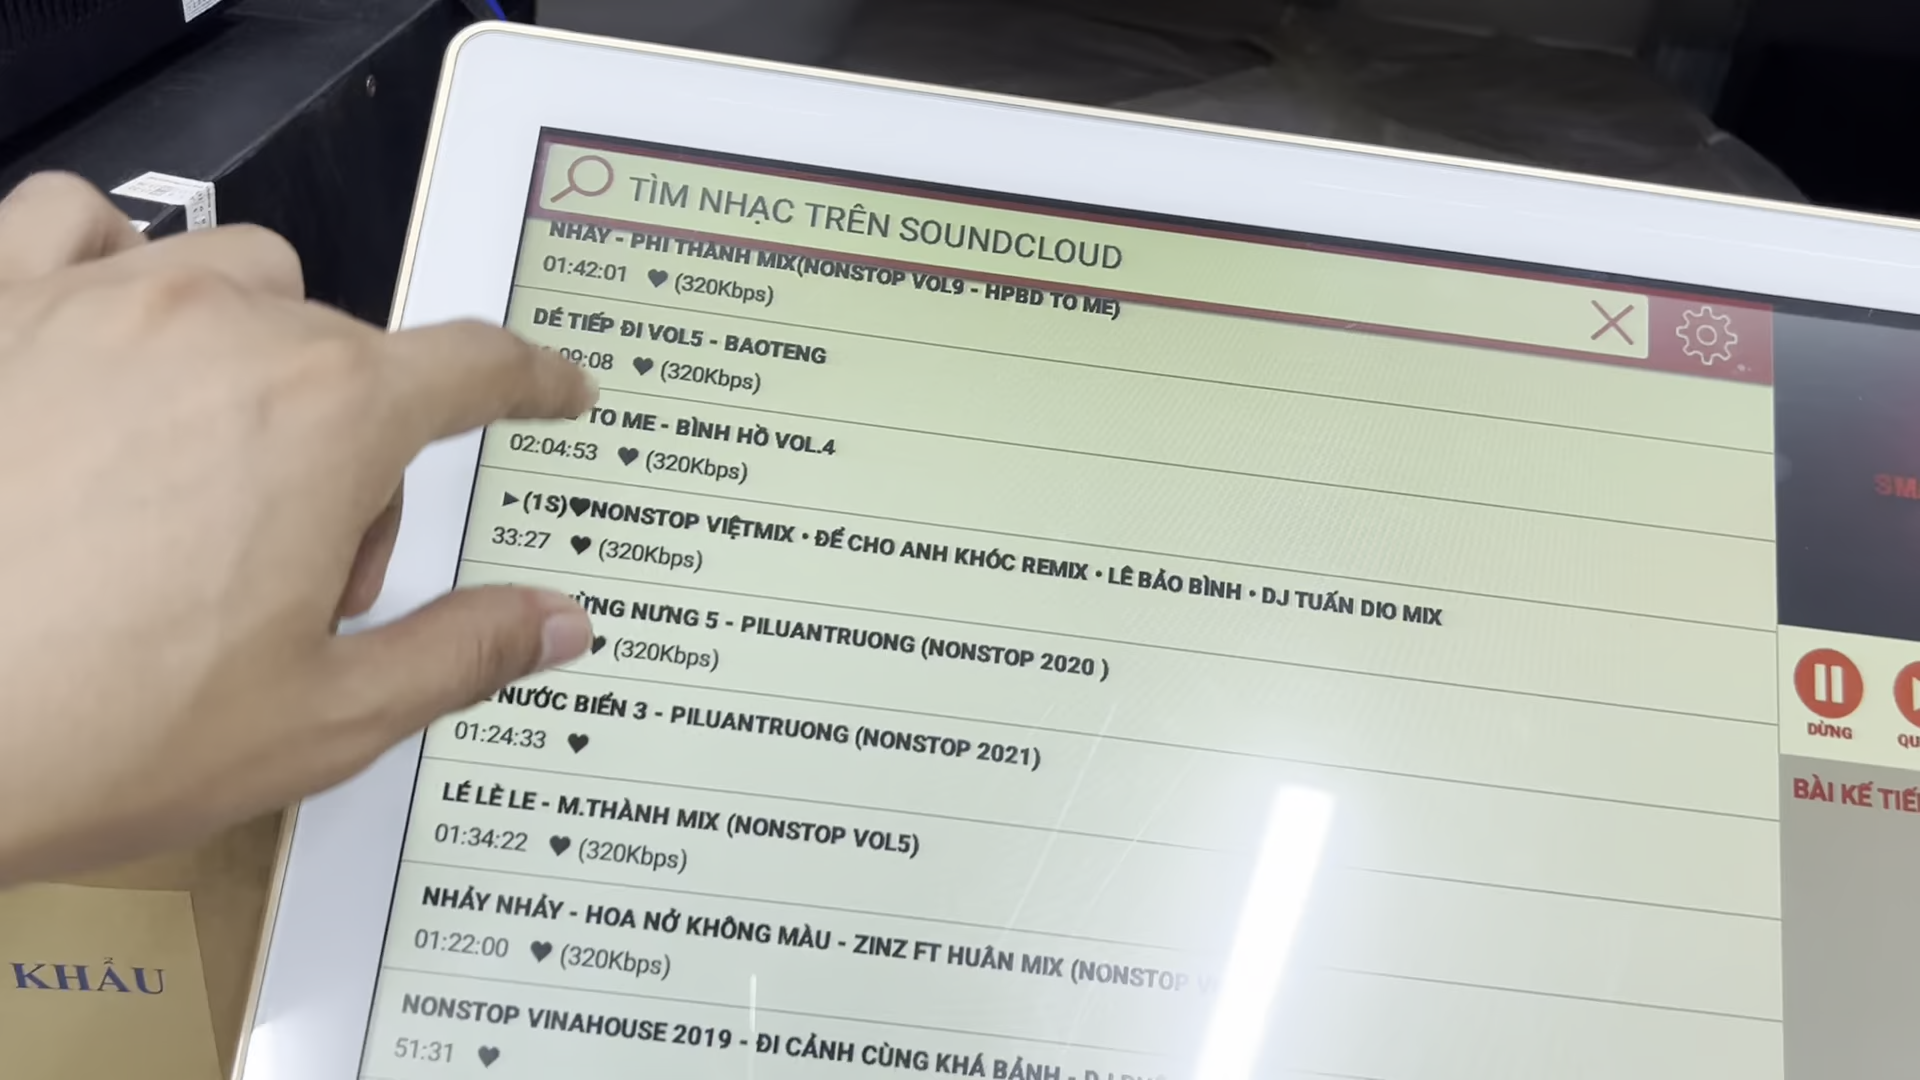 TÌM NHẠC TRÊN SOUNDCLOUD
NHẢY - PHI THÀNH MIX(NONSTOP VOL9 - HPBD TO ME)
01:42:01 ♥ (320Kbps)
DÉ TIẾP ĐI VOL5 - BAOTENG
09:08 ♥ (320Kbps)
TO ME - BÌNH HỒ VOL.4
02:04:53 ♥ (320Kbps)
▶(1S)♥NONSTOP VIỆTMIX • ĐỂ CHO ANH KHÓC REMIX • LÊ BẢO BÌNH • DJ TUẤN DIO MIX
33:27 ♥ (320Kbps)
NƯNG 5 - PILUANTRUONG (NONSTOP 2020 )
♥ (320Kbps)
NƯỚC BIỂN 3 - PILUANTRUONG (NONSTOP 2021)
01:24:33 ♥
LÉ LÈ LE - M.THÀNH MIX (NONSTOP VOL5)
01:34:22 ♥ (320Kbps)
NHẢY NHẢY - HOA NỞ KHÔNG MÀU - ZINZ FT HUÂN MIX (NONSTOP
01:22:00 ♥ (320Kbps)
NONSTOP VINAHOUSE 2019 - ĐI CẢNH CÙNG KHÁ BẢNH -
51:31 ♥
DỪNG
BÀI KẾ TIẾ
KHẨU